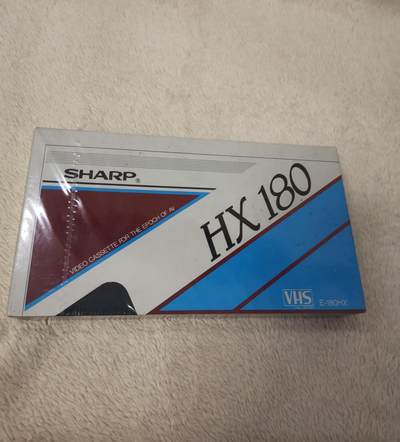 SHARP®
HX 180
VIDEO CASSETTE FOR THE EPOCH OF AV
VHS
E-180HX